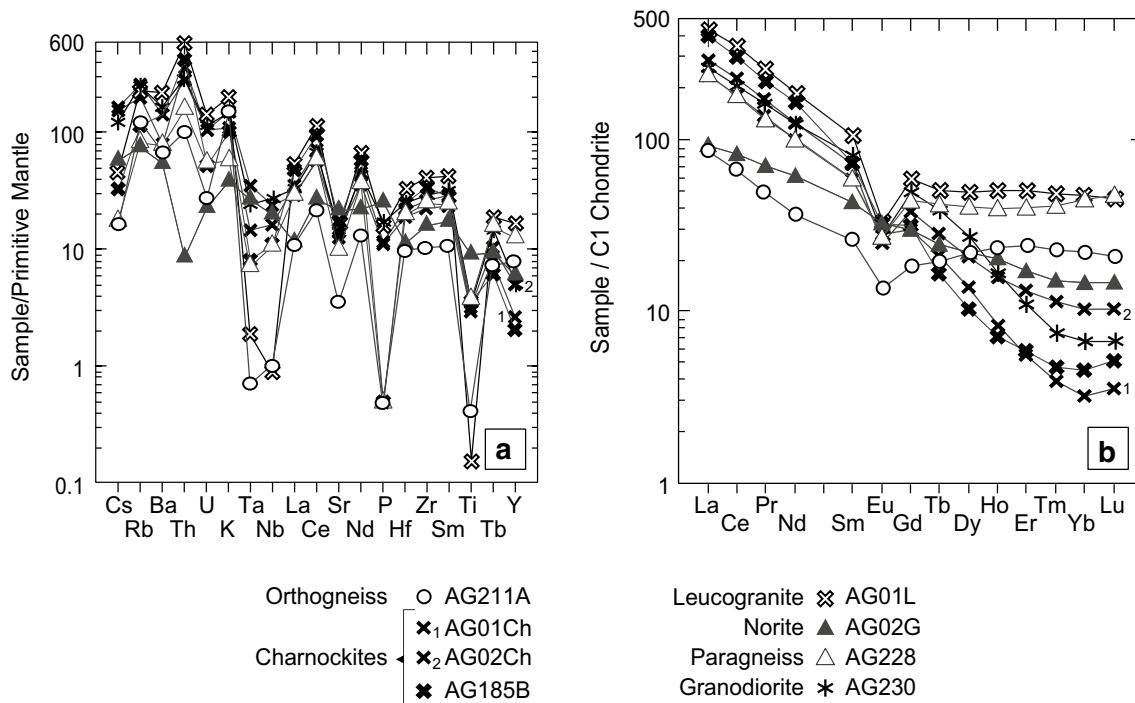 600
100
10
1
0.1
Sample/Primitive Mantle
a
2
1
Cs Ba U Ta La Sr P Zr Ti Y
Rb Th K Nb Ce Nd Hf Sm Tb
500
100
10
1
Sample / C1 Chondrite
b
2
1
La Pr Eu Tb Ho Tm Lu
Ce Nd Sm Gd Dy Er Yb
Orthogneiss AG211A
Charnockites
1 AG01Ch
2 AG02Ch
AG185B
Leucogranite AG01L
Norite AG02G
Paragneiss AG228
Granodiorite AG230